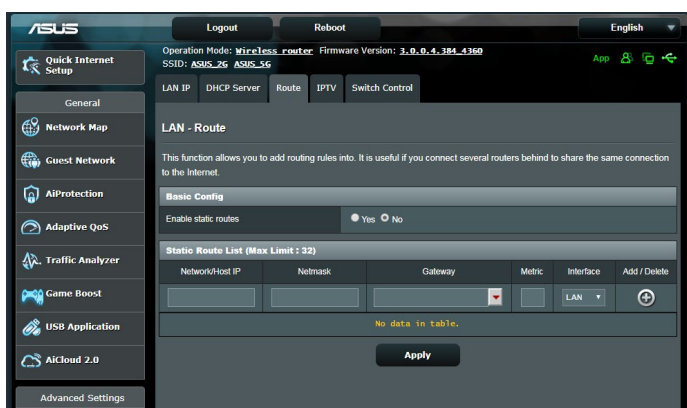 ASUS
Logout
Reboot
English
Quick Internet Setup
Operation Mode: Wireless router Firmware Version: 3.0.0.4.384_4360
SSID: ASUS_2G ASUS_5G
App
General
Network Map
Guest Network
AiProtection
Adaptive QoS
Traffic Analyzer
Game Boost
USB Application
AiCloud 2.0
Advanced Settings
LAN IP DHCP Server Route IPTV Switch Control
LAN - Route
This function allows you to add routing rules into. It is useful if you connect several routers behind to share the same connection
to the Internet.
Basic Config
Enable static routes Yes No
Static Route List (Max Limit : 32)
Network/Host IP Netmask Gateway Metric Interface Add / Delete
LAN
No data in table.
Apply